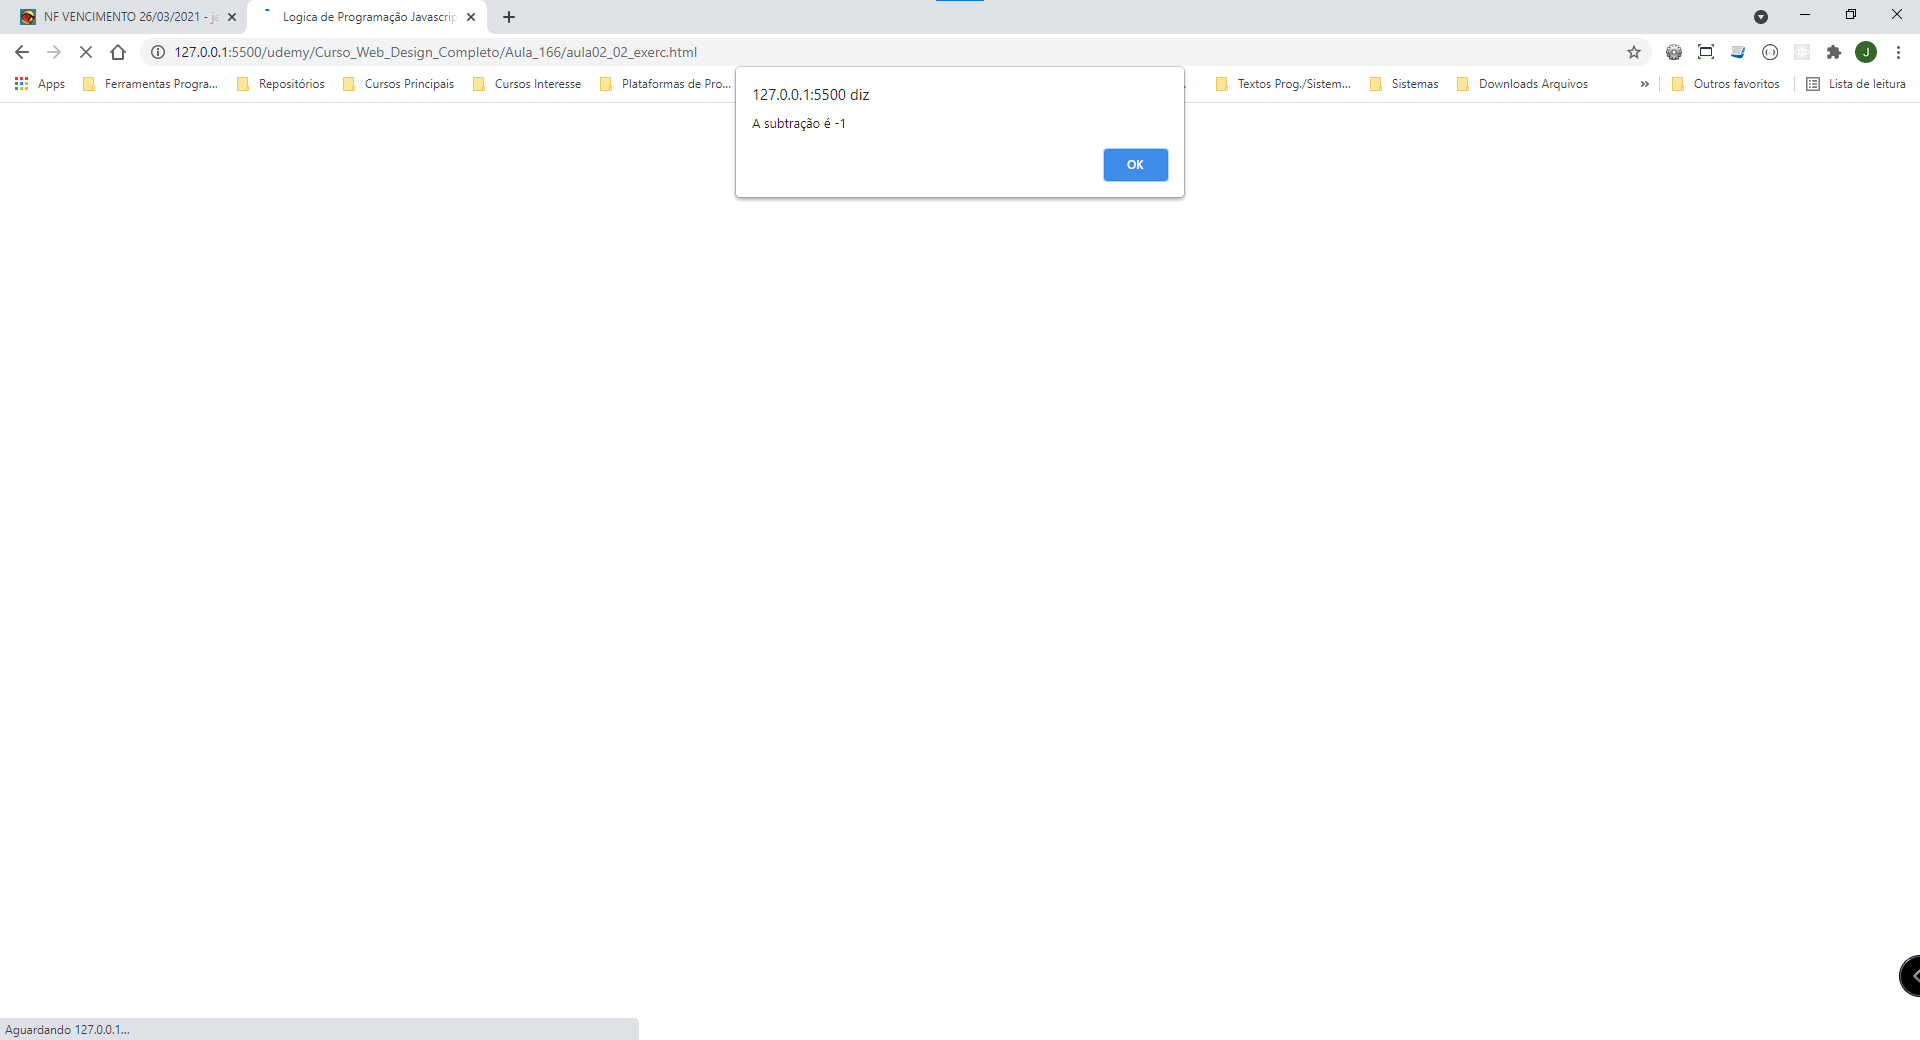 NF VENCIMENTO 26/03/2021 - je
Logica de Programação Javascrip
127.0.0.1:5500/udemy/Curso_Web_Design_Completo/Aula_166/aula02_02_exerc.html
J
Apps Ferramentas Progra... Repositórios Cursos Principais Cursos Interesse Plataformas de Pro... Textos Prog./Sistem... Sistemas Downloads Arquivos » Outros favoritos Lista de leitura
127.0.0.1:5500 diz
A subtração é -1
OK
Aguardando 127.0.0.1...